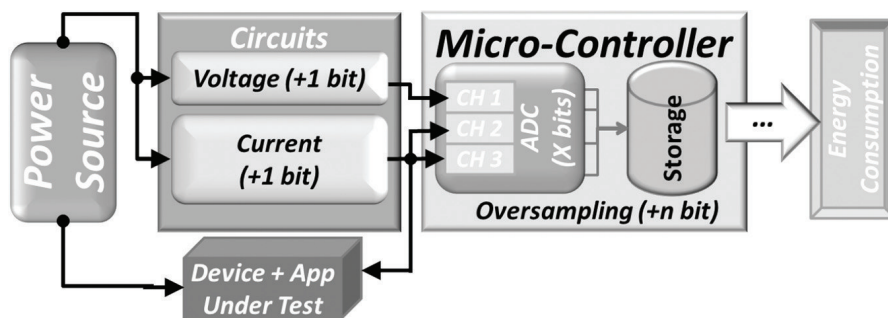 Power
Source
Circuits
Voltage (+1 bit)
Current
(+1 bit)
Device + App
Under Test
Micro-Controller
CH 1
CH 2
CH 3
ADC
(X bits)
Storage
Oversampling (+n bit)
...
Energy
Consumption